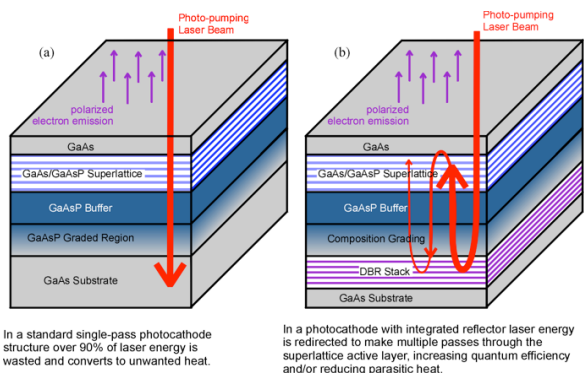 (a)
Photo-pumping
Laser Beam
polarized
electron emission
GaAs
GaAs/GaAsP Superlattice
GaAsP Buffer
GaAsP Graded Region
GaAs Substrate
In a standard single-pass photocathode
structure over 90% of laser energy is
wasted and converts to unwanted heat.
(b)
Photo-pumping
Laser Beam
polarized
electron emission
GaAs
GaAs/GaAsP Superlattice
GaAsP Buffer
Composition Grading
DBR Stack
GaAs Substrate
In a photocathode with integrated reflector laser energy
is redirected to make multiple passes through the
superlattice active layer, increasing quantum efficiency
and/or reducing parasitic heat.